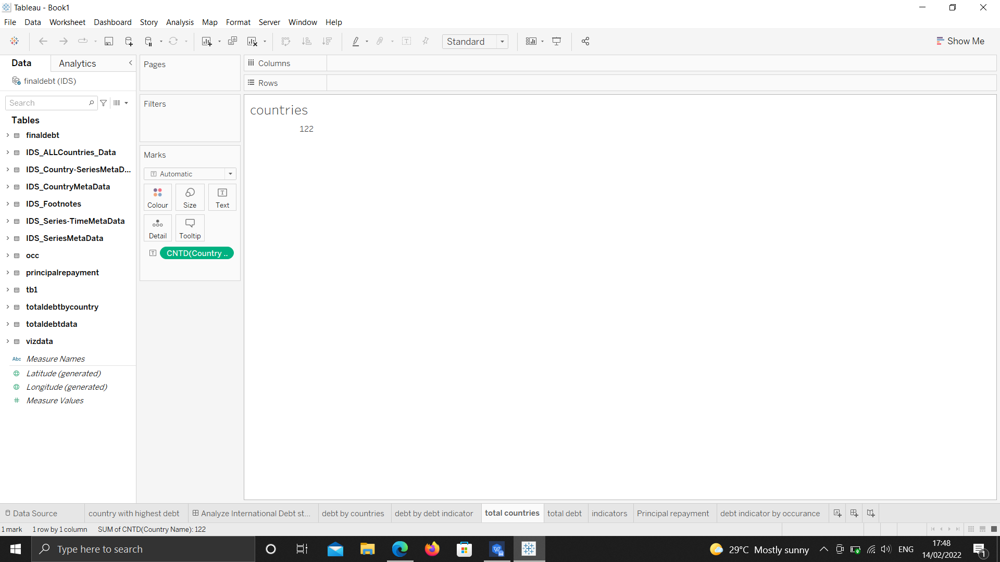 Tableau - Book1
File Data Worksheet Dashboard Story Analysis Map Format Server Window Help
Standard
Show Me
Data Analytics
finaldebt (IDS)
Search
Tables
finaldebt
IDS_ALLCountries_Data
IDS_Country-SeriesMetaD...
IDS_CountryMetaData
IDS_Footnotes
IDS_Series-TimeMetaData
IDS_SeriesMetaData
occ
principalrepayment
tb1
totaldebtbycountry
totaldebtdata
vizdata
Abc Measure Names
Latitude (generated)
Longitude (generated)
Measure Values
Pages
Filters
Marks
T Automatic
Colour Size T Text
Detail Tooltip
T CNTD(Country ..
Columns
Rows
countries
122
Data Source country with highest debt Analyze International Debt st... debt by countries debt by debt indicator total countries total debt indicators Principal repayment debt indicator by occurance
1 mark 1 row by 1 column SUM of CNTD(Country Name): 122
Type here to search
29°C Mostly sunny ENG
17:48
14/02/2022
1